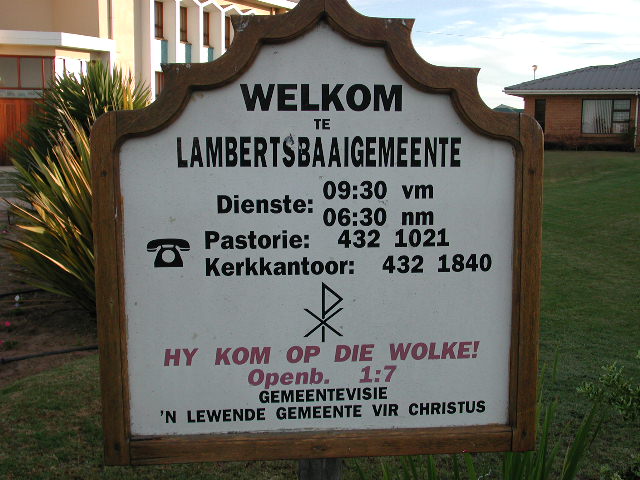 WELKOM
TE
LAMBERTSBAAIGEMEENTE
Dienste: 09:30 vm
06:30 nm
Pastorie: 432 1021
Kerkkantoor: 432 1840
HY KOM OP DIE WOLKE!
Openb. 1:7
GEMEENTEVISIE
'N LEWENDE GEMEENTE VIR CHRISTUS